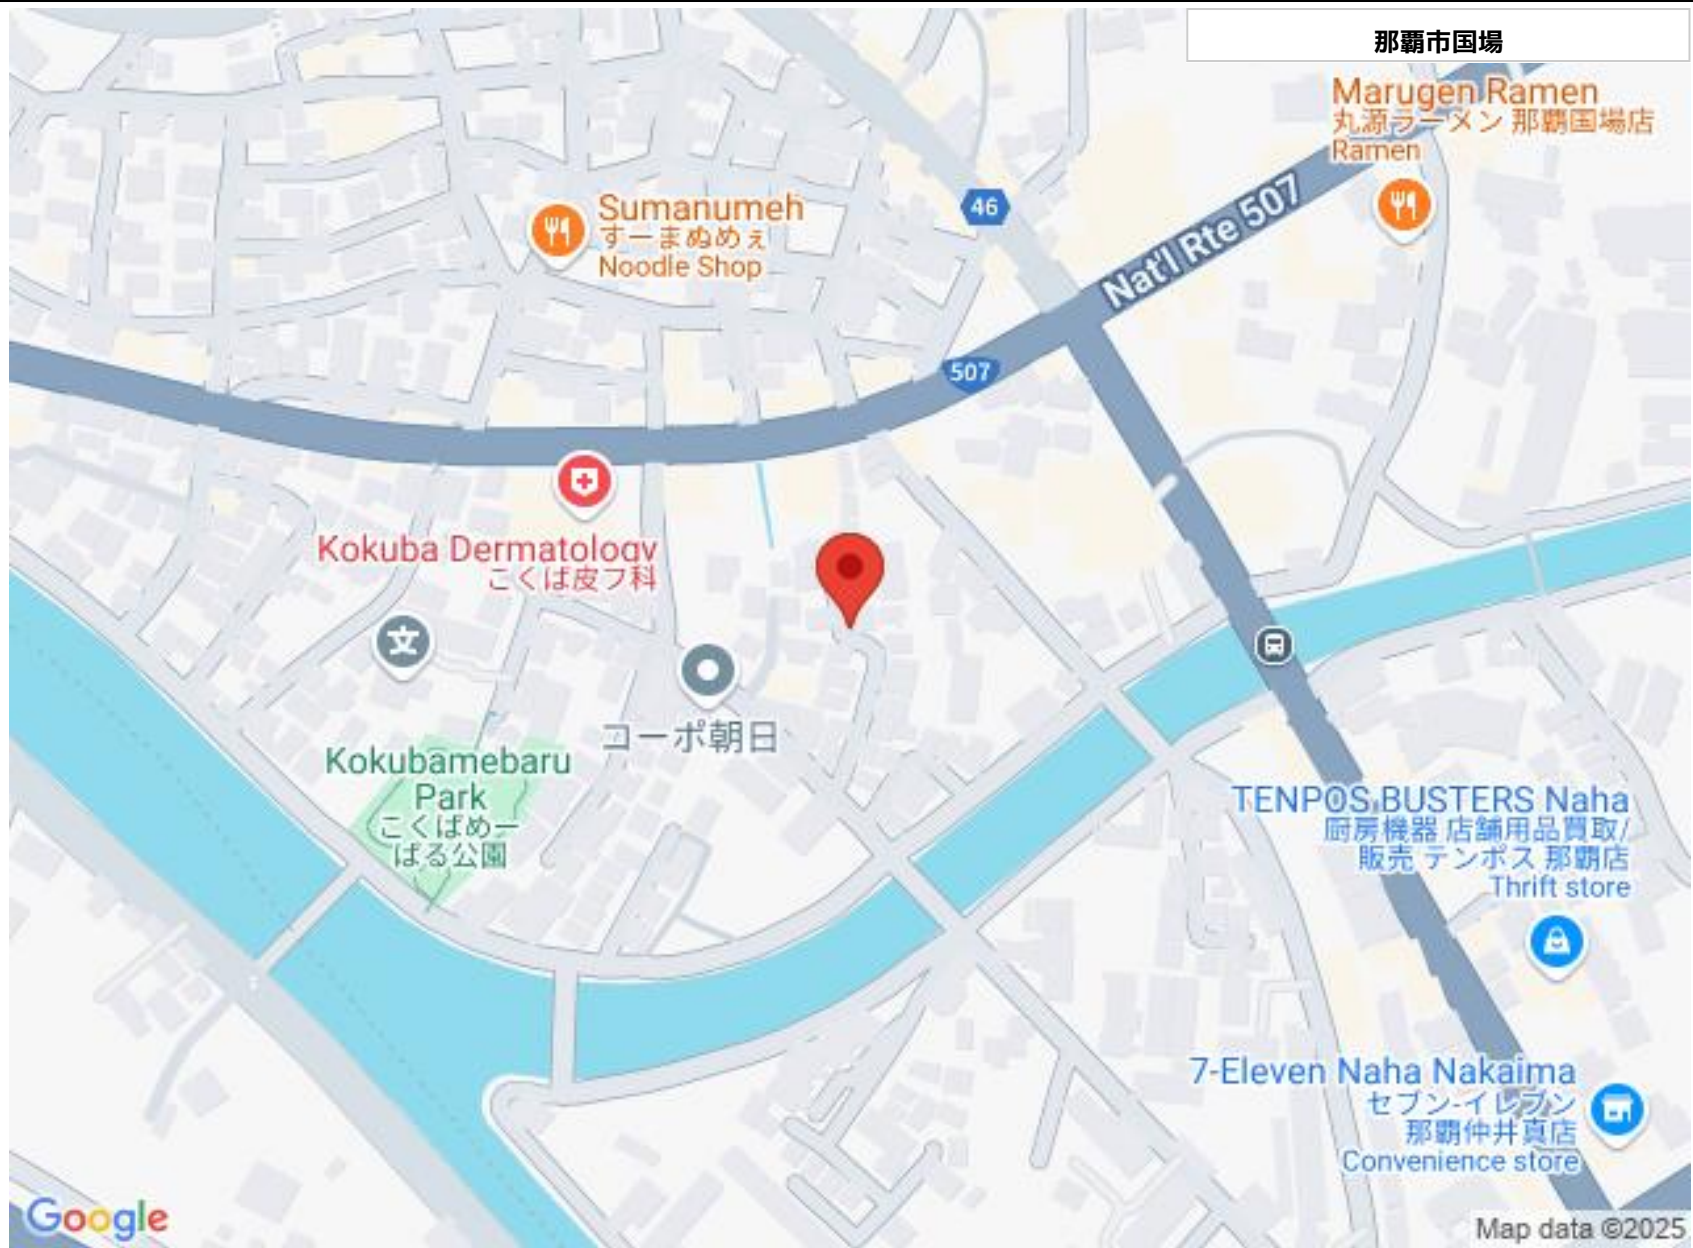 那覇市国場
Marugen Ramen
丸源ラーメン 那覇国場店
Ramen
Sumanumeh
すーまぬめぇ
Noodle Shop
46
Nat'l Rte 507
507
Kokuba Dermatology
こくば皮フ科
文
コーポ朝日
Kokubamebaru
Park
こくばめー
ばる公園
TENPOS BUSTERS Naha
厨房機器 店舗用品買取/
販売 テンポス 那覇店
Thrift store
7-Eleven Naha Nakaima
セブン-イレブン
那覇仲井真店
Convenience store
Google
Map data ©2025